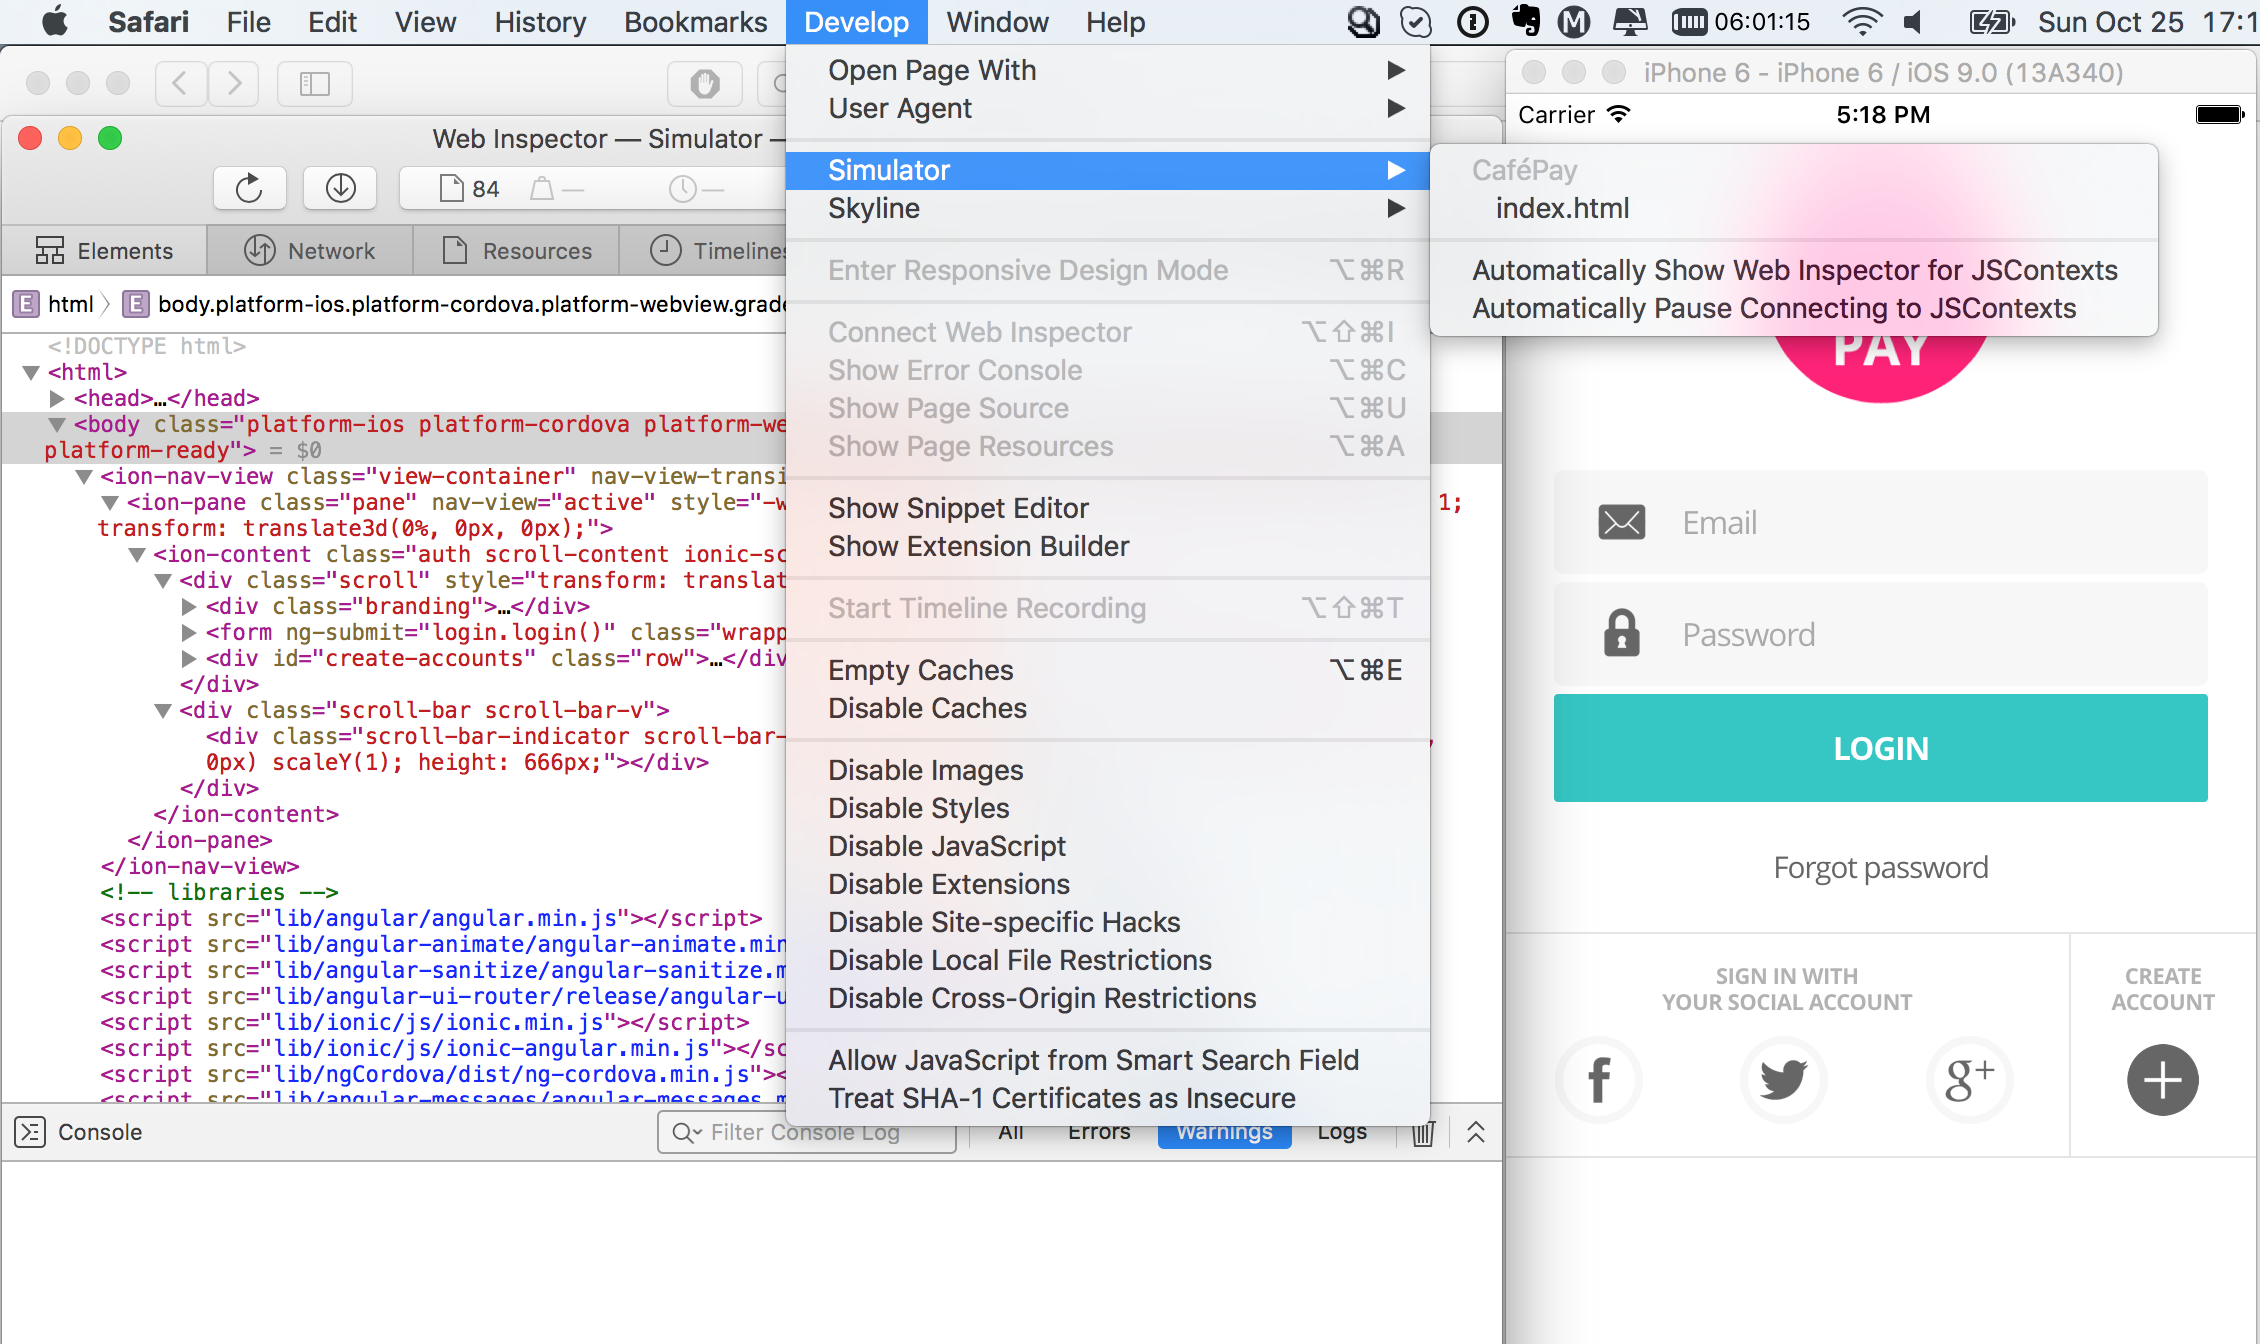 Safari File Edit View History Bookmarks Develop Window Help 06:01:15 Sun Oct 25 17:1
Web Inspector — Simulator —
84 — —
Elements Network Resources Timelines
E html E body.platform-ios.platform-cordova.platform-webview.grade
<!DOCTYPE html>
<html>
<head>…</head>
<body class="platform-ios platform-cordova platform-we
platform-ready"> = $0
<ion-nav-view class="view-container" nav-view-transi
<ion-pane class="pane" nav-view="active" style="-w 1;
transform: translate3d(0%, 0px, 0px);">
<ion-content class="auth scroll-content ionic-sc
<div class="scroll" style="transform: translat
<div class="branding">…</div>
<form ng-submit="login.login()" class="wrapp
<div id="create-accounts" class="row">…</div
</div>
<div class="scroll-bar scroll-bar-v">
<div class="scroll-bar-indicator scroll-bar-
0px) scaleY(1); height: 666px;"></div>
</div>
</ion-content>
</ion-pane>
</ion-nav-view>
<!-- libraries -->
<script src="lib/angular/angular.min.js"></script>
<script src="lib/angular-animate/angular-animate.min
<script src="lib/angular-sanitize/angular-sanitize.m
<script src="lib/angular-ui-router/release/angular-u
<script src="lib/ionic/js/ionic.min.js"></script>
<script src="lib/ionic/js/ionic-angular.min.js"></sc
<script src="lib/ngCordova/dist/ng-cordova.min.js"><
<script src="lib/angular-messages/angular-messages.m
Console Filter Console Log All Errors Warnings Logs
Open Page With
User Agent
Simulator
Skyline
Enter Responsive Design Mode ⌥⌘R
Connect Web Inspector ⌥⇧⌘I
Show Error Console ⌥⌘C
Show Page Source ⌥⌘U
Show Page Resources ⌥⌘A
Show Snippet Editor
Show Extension Builder
Start Timeline Recording ⌥⇧⌘T
Empty Caches ⌥⌘E
Disable Caches
Disable Images
Disable Styles
Disable JavaScript
Disable Extensions
Disable Site-specific Hacks
Disable Local File Restrictions
Disable Cross-Origin Restrictions
Allow JavaScript from Smart Search Field
Treat SHA-1 Certificates as Insecure
CaféPay
index.html
Automatically Show Web Inspector for JSContexts
Automatically Pause Connecting to JSContexts
iPhone 6 - iPhone 6 / iOS 9.0 (13A340)
Carrier 5:18 PM
PAY
Email
Password
LOGIN
Forgot password
SIGN IN WITH
YOUR SOCIAL ACCOUNT
CREATE
ACCOUNT
f g+